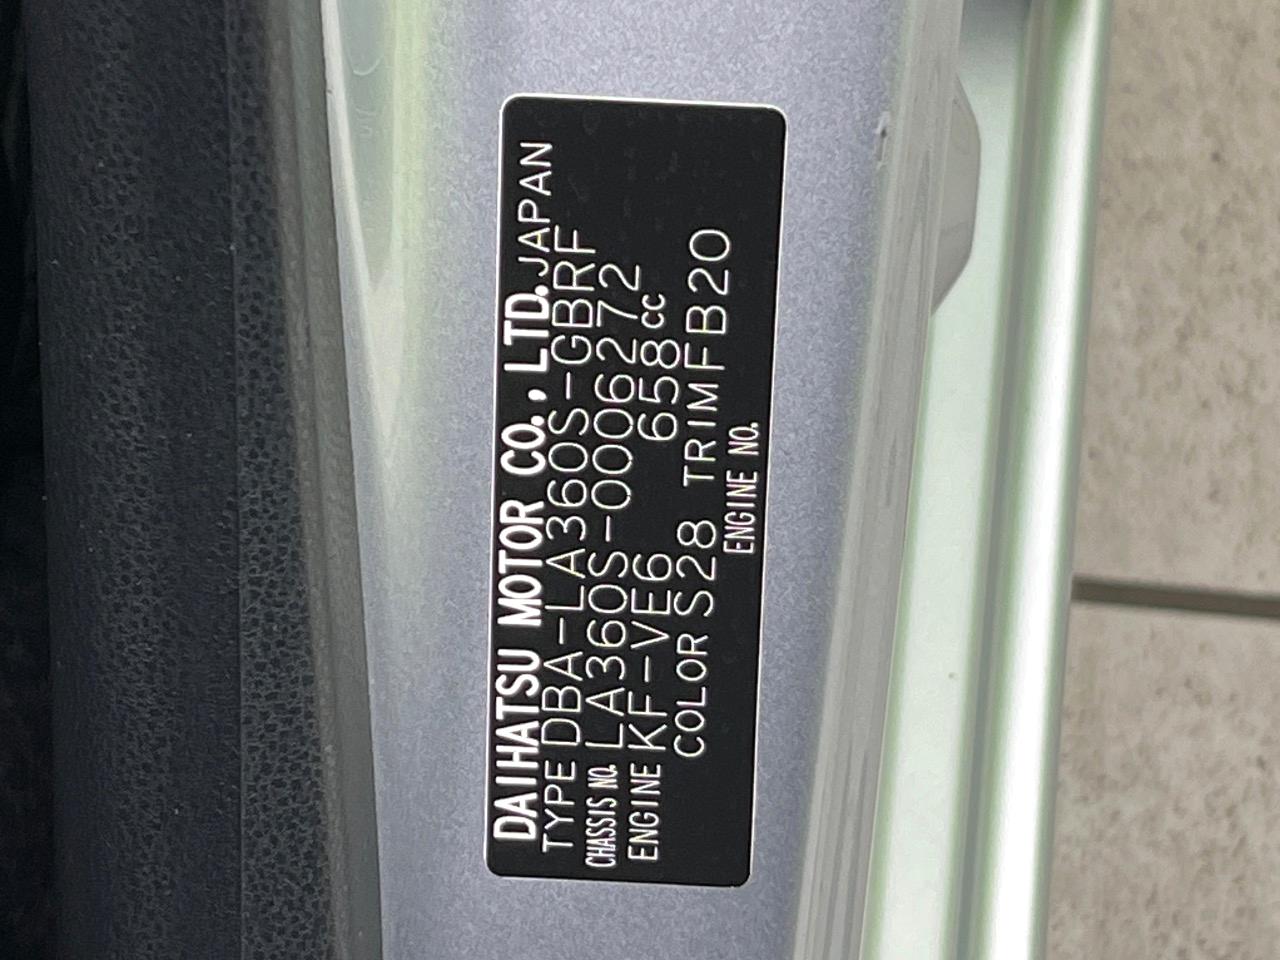 DAIHATSU MOTOR CO., LTD. JAPAN
TYPE DBA-LA360S-GBRF
CHASSIS NO. LA360S-0006272
ENGINE KF-VE6 658cc
COLOR S28 TRIM FB20
ENGINE NO.